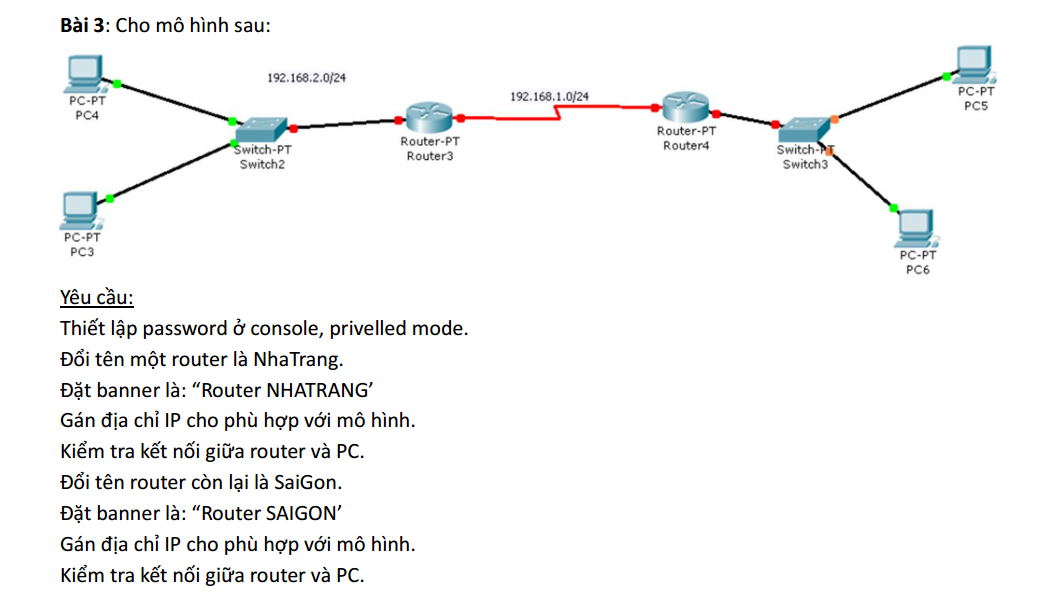 Bài 3: Cho mô hình sau:
192.168.2.0/24
192.168.1.0/24
PC-PT
PC4
PC-PT
PC5
Router-PT
Router3
Router-PT
Router4
Switch-PT
Switch2
Switch-PT
Switch3
PC-PT
PC3
PC-PT
PC6
Yêu cầu:
Thiết lập password ở console, privelled mode.
Đổi tên một router là NhaTrang.
Đặt banner là: “Router NHATRANG’
Gán địa chỉ IP cho phù hợp với mô hình.
Kiểm tra kết nối giữa router và PC.
Đổi tên router còn lại là SaiGon.
Đặt banner là: “Router SAIGON’
Gán địa chỉ IP cho phù hợp với mô hình.
Kiểm tra kết nối giữa router và PC.